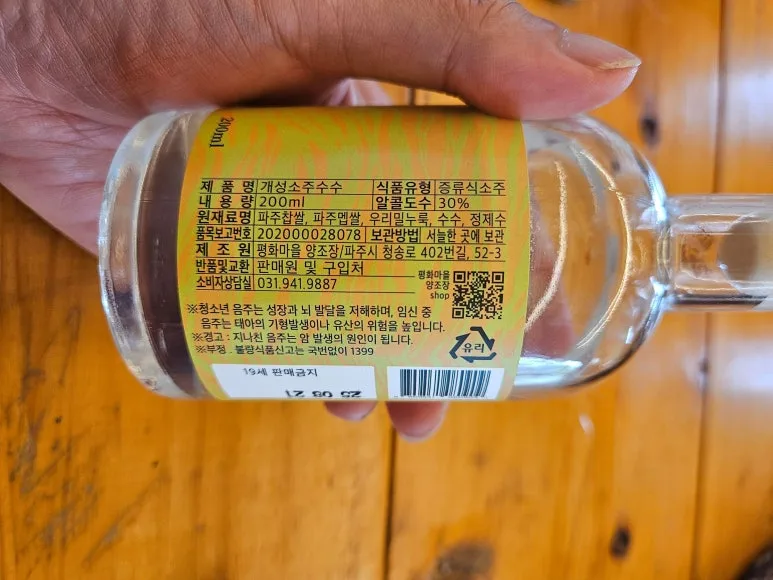 200ml
제 품 명 개성소주수수 식품유형 증류식소주
내 용 량 200ml 알콜도수 30%
원재료명 파주찹쌀, 파주멥쌀, 우리밀누룩, 수수, 정제수
품목보고번호 202000028078 보관방법 서늘한 곳에 보관
제 조 원 평화마을 양조장/파주시 청송로 402번길, 52-3
반품및교환 판매원 및 구입처
소비자상담실 031.941.9887
평화마을
양조장
shop
※청소년 음주는 성장과 뇌 발달을 저해하며, 임신 중
음주는 태아의 기형발생이나 유산의 위험을 높입니다.
※경고 : 지나친 음주는 암 발생의 원인이 됩니다.
※부정 . 불량식품신고는 국번없이 1399
유리
19세 판매금지
25 08 21